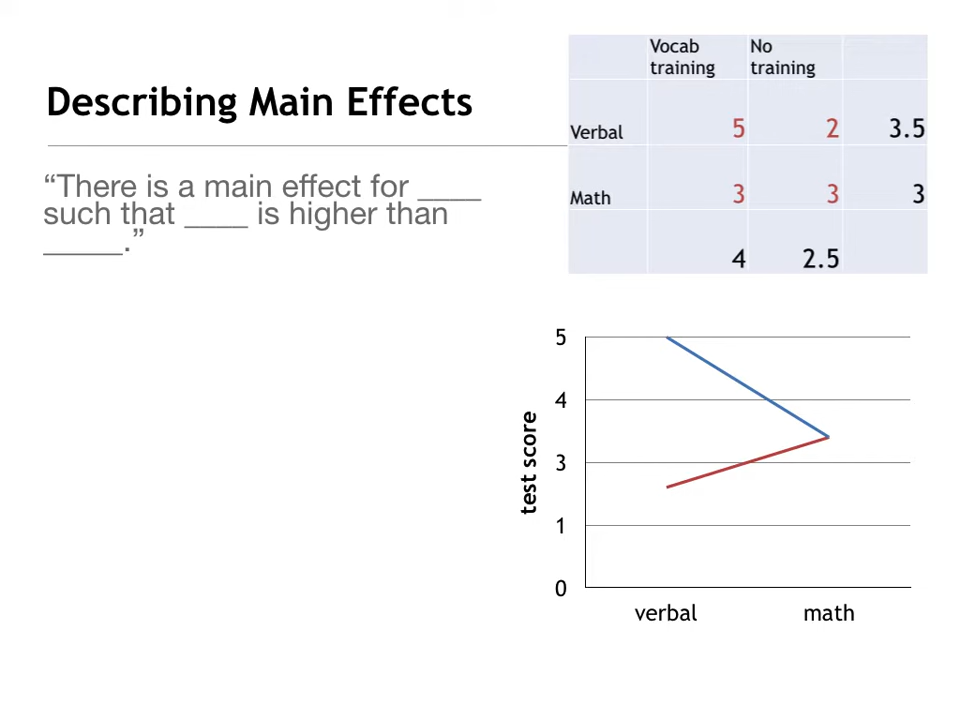 Describing Main Effects
“There is a main effect for ____
such that ____ is higher than
_____.”
Vocab training No training
Verbal 5 2 3.5
Math 3 3 3
4 2.5
5
4
3
1
0
test score
verbal math